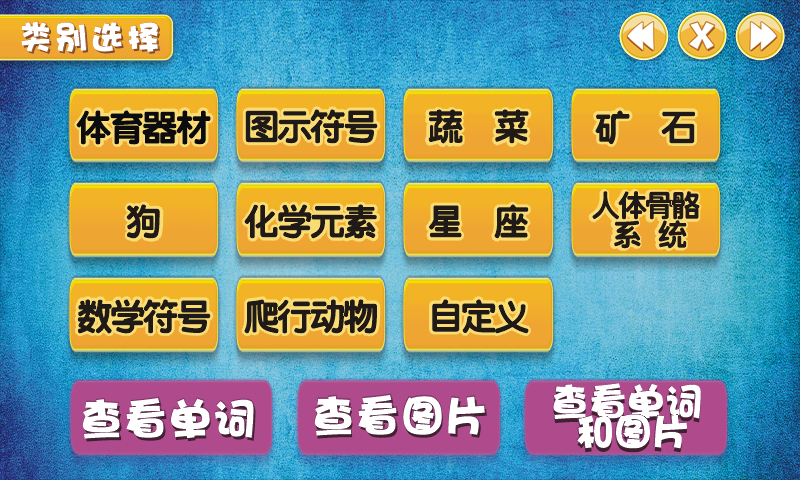 类别选择
X
体育器材
图示符号
蔬 菜
矿 石
狗
化学元素
星 座
人体骨骼
系 统
数学符号
爬行动物
自定义
查看单词
查看图片
查看单词
和图片